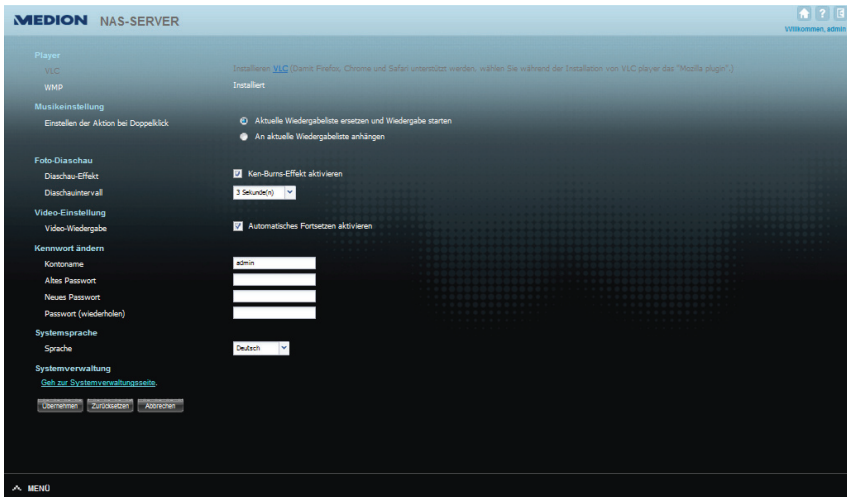 MEDION NAS-SERVER
Willkommen, admin
Player
VLC Installieren VLC (Damit Firefox, Chrome und Safari unterstützt werden, wählen Sie während der Installation von VLC player das "Mozilla plugin".)
WMP Installiert
Musikeinstellung
Einstellen der Aktion bei Doppelklick Aktuelle Wiedergabeliste ersetzen und Wiedergabe starten
An aktuelle Wiedergabeliste anhängen
Foto-Diaschau
Diaschau-Effekt Ken-Burns-Effekt aktivieren
Diaschauintervall 3 Sekunde(n)
Video-Einstellung
Video-Wiedergabe Automatisches Fortsetzen aktivieren
Kennwort ändern
Kontoname admin
Altes Passwort
Neues Passwort
Passwort (wiederholen)
Systemsprache
Sprache Deutsch
Systemverwaltung
Geh zur Systemverwaltungsseite.
Übernehmen Zurücksetzen Abbrechen
MENÜ